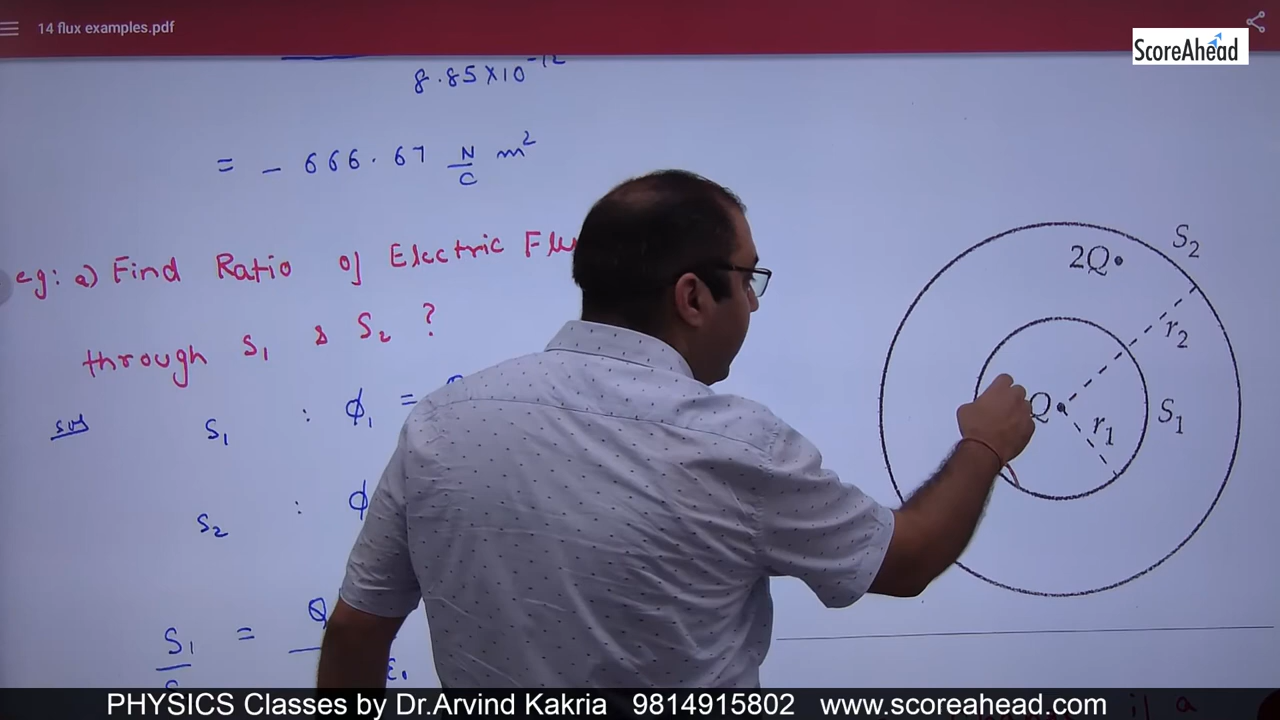 14 flux examples.pdf
ScoreAhead
8.85×10⁻¹²
= - 666.67 N/C m²
eg: a) Find Ratio of Electric Flu
through S₁ & S₂ ?
sol S₁ : ϕ₁ =
S₂ : ϕ
S₁ = Q
ε₀
2Q
S₂
r₂
Q
r₁
S₁
PHYSICS Classes by Dr.Arvind Kakria 9814915802 www.scoreahead.com